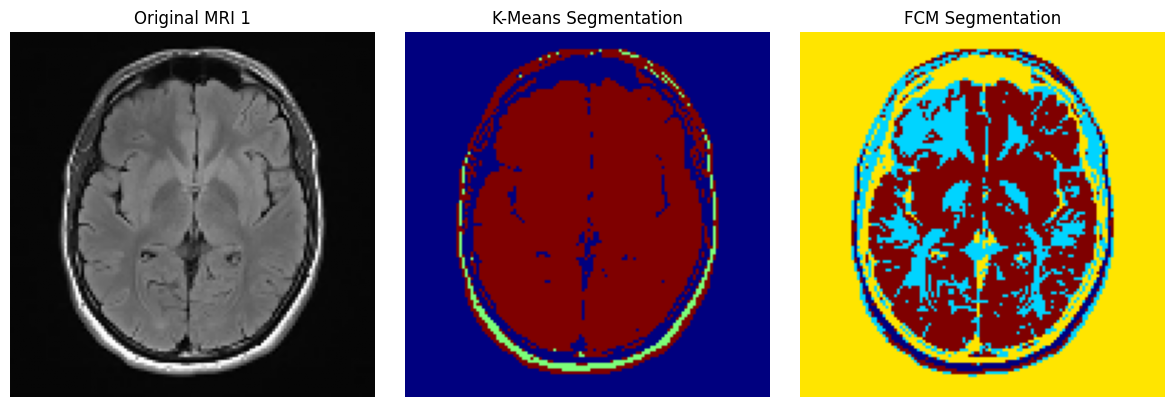 Original MRI 1
K-Means Segmentation
FCM Segmentation